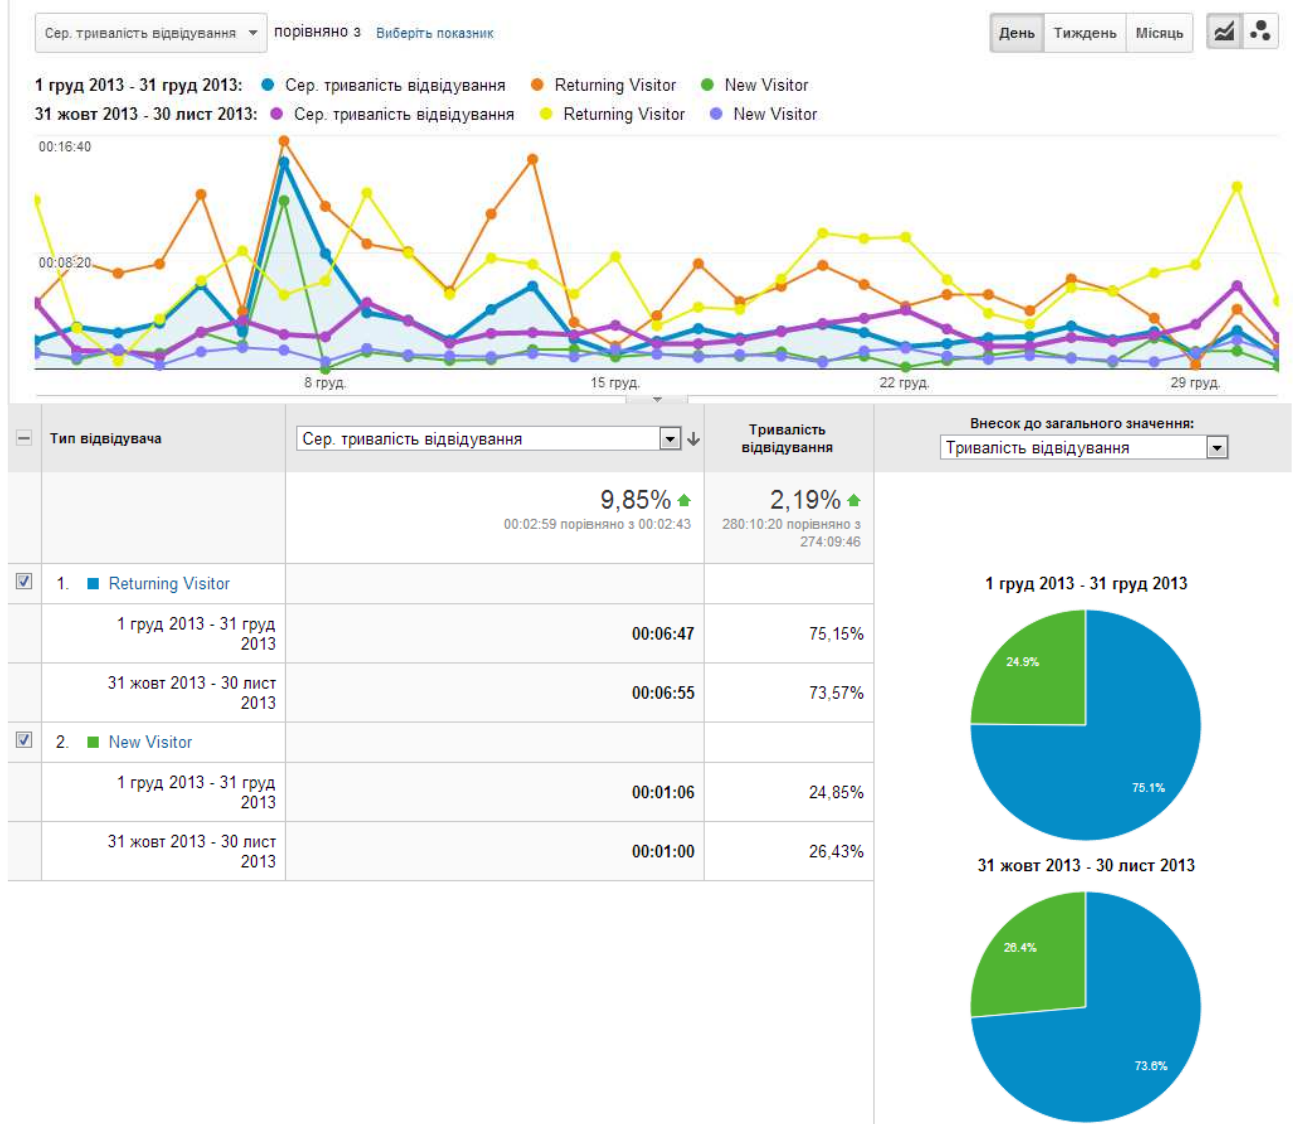 Сер. тривалість відвідування порівняно з Виберіть показник День Тиждень Місяць
1 груд 2013 - 31 груд 2013: Сер. тривалість відвідування Returning Visitor New Visitor
31 жовт 2013 - 30 лист 2013: Сер. тривалість відвідування Returning Visitor New Visitor
00:16:40
00:08:20
8 груд. 15 груд. 22 груд. 29 груд.
Тип відвідувача
Сер. тривалість відвідування
Тривалість
відвідування
Внесок до загального значення:
Тривалість відвідування
9,85%
00:02:59 порівняно з 00:02:43
2,19%
280:10:20 порівняно з
274:09:46
1. Returning Visitor
1 груд 2013 - 31 груд
2013
00:06:47 75,15%
31 жовт 2013 - 30 лист
2013
00:06:55 73,57%
2. New Visitor
1 груд 2013 - 31 груд
2013
00:01:06 24,85%
31 жовт 2013 - 30 лист
2013
00:01:00 26,43%
1 груд 2013 - 31 груд 2013
24.9%
75.1%
31 жовт 2013 - 30 лист 2013
26.4%
73.6%